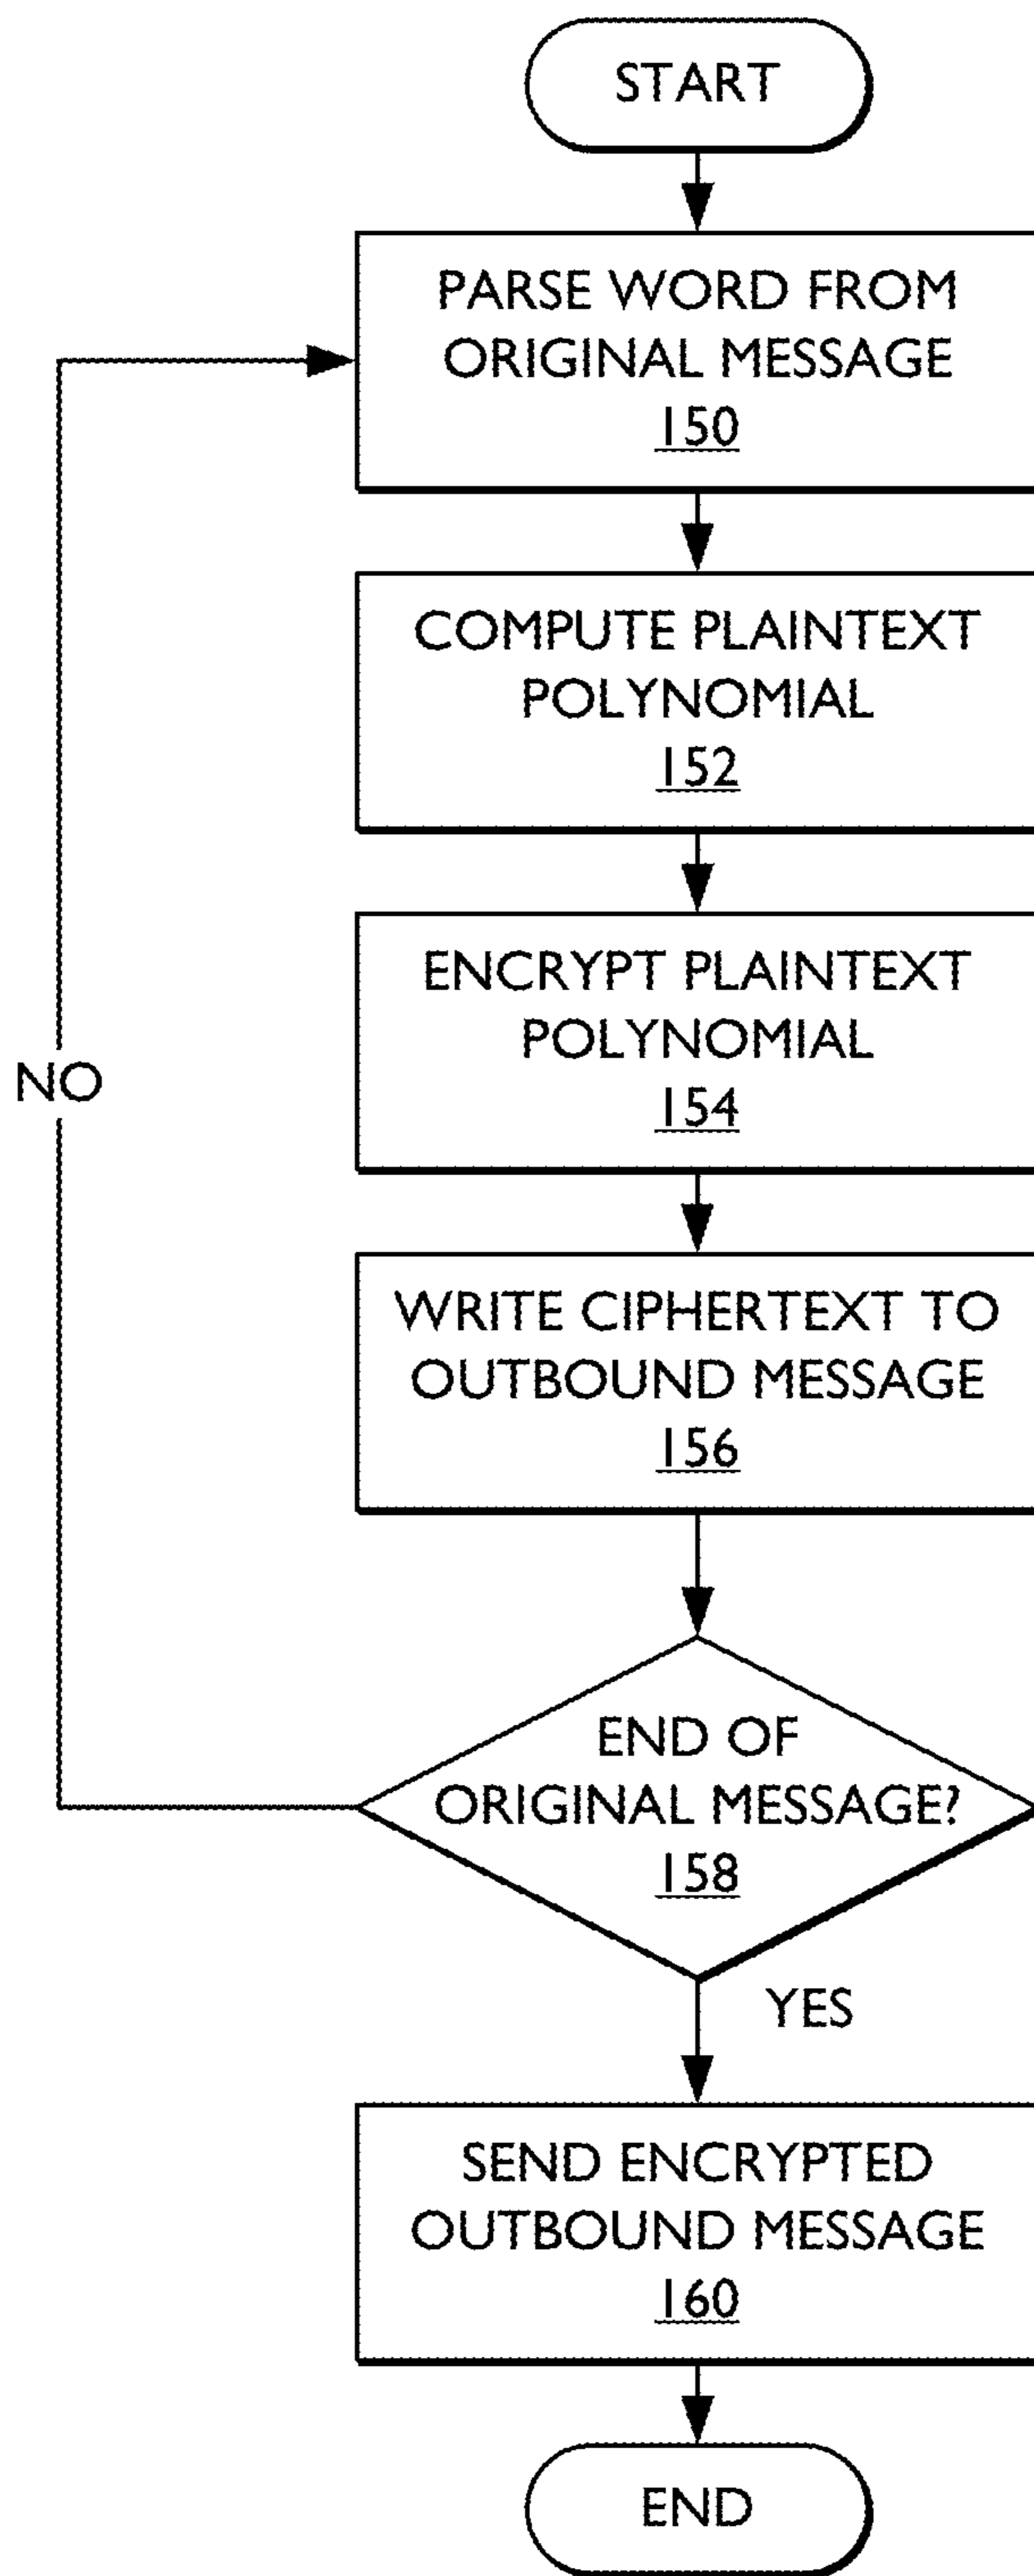 START
PARSE WORD FROM
ORIGINAL MESSAGE
150
COMPUTE PLAINTEXT
POLYNOMIAL
152
ENCRYPT PLAINTEXT
POLYNOMIAL
154
NO
WRITE CIPHERTEXT TO
OUTBOUND MESSAGE
156
END OF
ORIGINAL MESSAGE?
158
YES
SEND ENCRYPTED
OUTBOUND MESSAGE
160
END